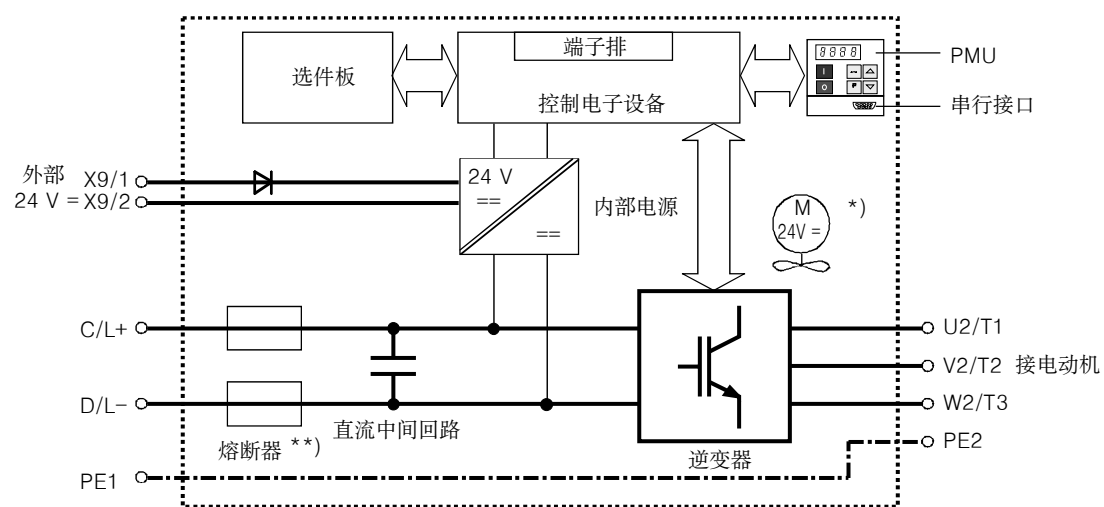 端子排
选件板
控制电子设备
8888
I
O
P
PMU
串行接口
外部 X9/1
24 V = X9/2
24 V
==
==
内部电源
M
24V =
*)
C/L+
D/L−
熔断器 **)
直流中间回路
逆变器
U2/T1
V2/T2 接电动机
W2/T3
PE2
PE1